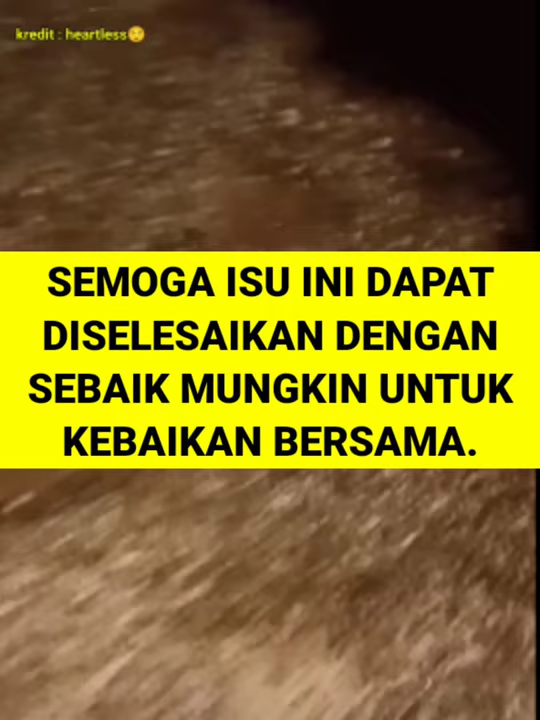 kredit : heartless😌
SEMOGA ISU INI DAPAT
DISELESAIKAN DENGAN
SEBAIK MUNGKIN UNTUK
KEBAIKAN BERSAMA.